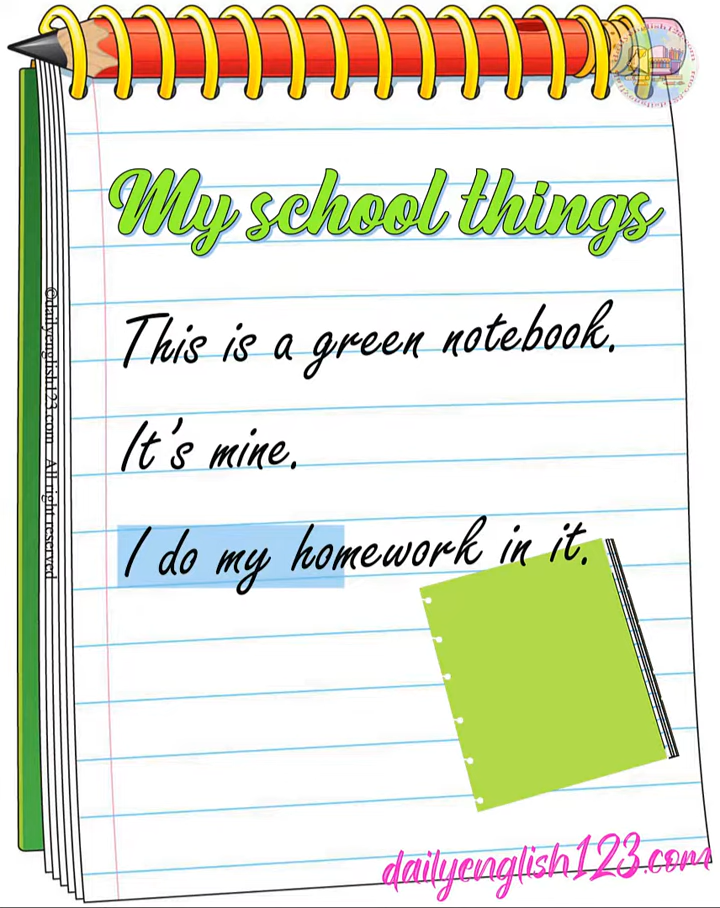 My school things
This is a green notebook.
It's mine.
I do my homework in it.
©dailyenglish123.com All right reserved
dailyenglish123.com